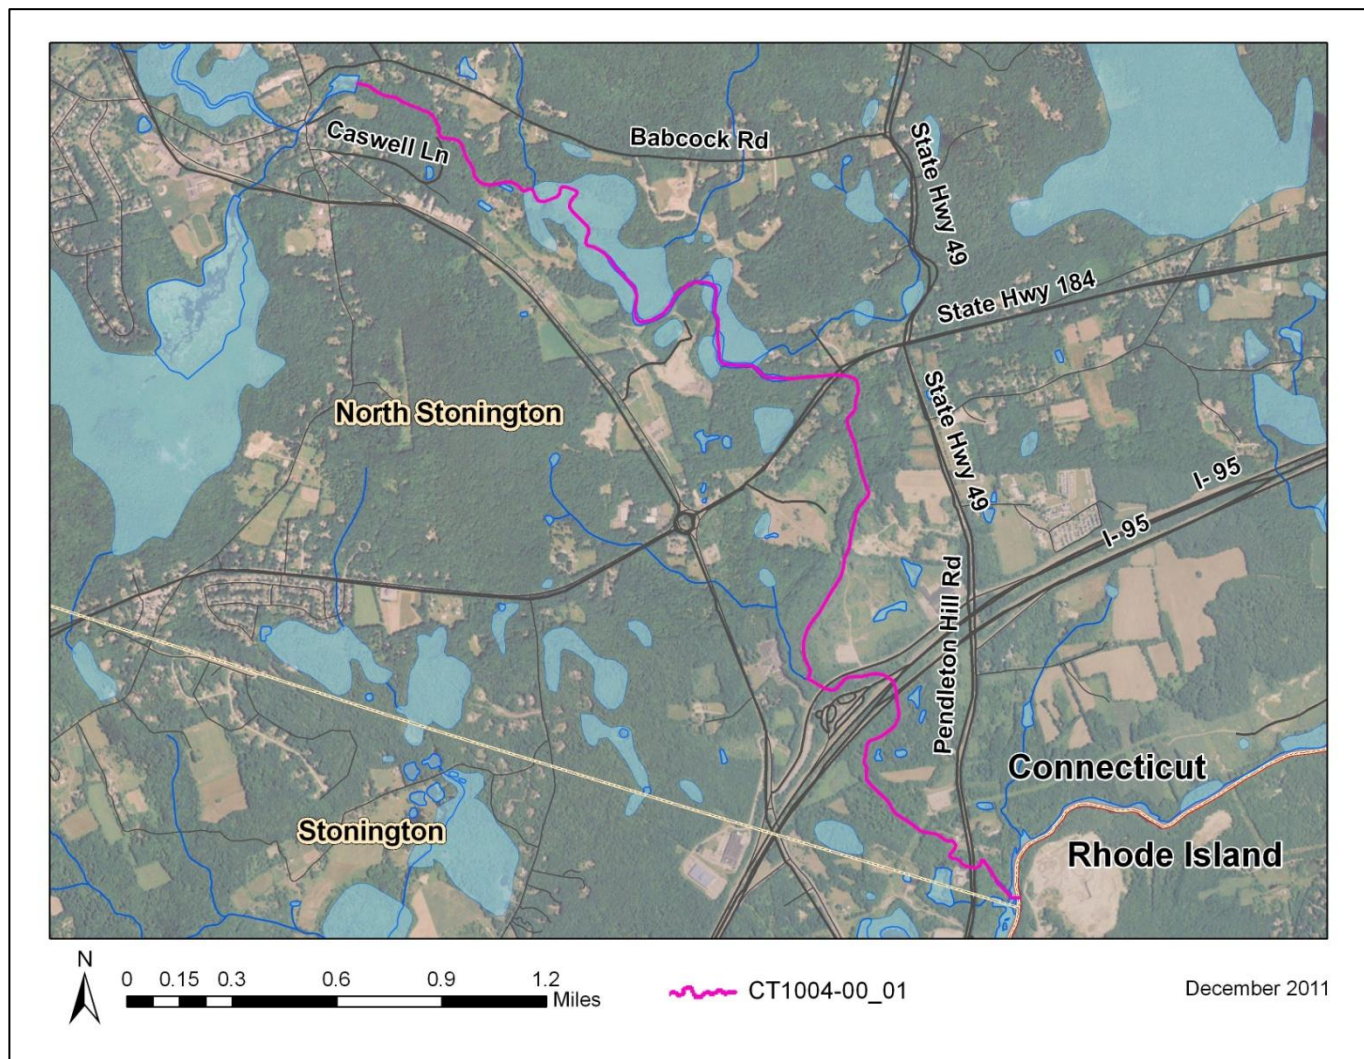 Caswell Ln
Babcock Rd
State Hwy 49
State Hwy 184
North Stonington
State Hwy 49
I- 95
I- 95
Pendleton Hill Rd
Connecticut
Stonington
Rhode Island
N
0 0.15 0.3 0.6 0.9 1.2
Miles
CT1004-00_01
December 2011